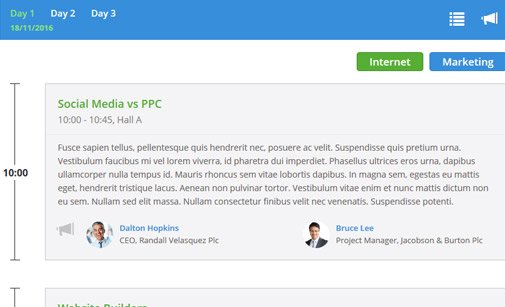 Day 1 Day 2 Day 3
18/11/2016
Internet Marketing
Social Media vs PPC
10:00 - 10:45, Hall A
10:00
Fusce sapien tellus, pellentesque quis hendrerit nec, posuere ac velit. Suspendisse quis pretium urna.
Vestibulum faucibus mi vel lorem viverra, id pharetra dui imperdiet. Phasellus ultrices eros urna, dapibus
ullamcorper nulla tempus id. Mauris rhoncus sem vitae lobortis dapibus. In magna sem, egestas eu mattis
eget, hendrerit tristique lacus. Aenean non pulvinar tortor. Vestibulum vitae enim et nunc mattis dictum non
eu sem. Nullam sed elit massa. Nullam consectetur finibus velit nec venenatis. Suspendisse potenti.
Dalton Hopkins
CEO, Randall Velasquez Plc
Bruce Lee
Project Manager, Jacobson & Burton Plc
Website Builders